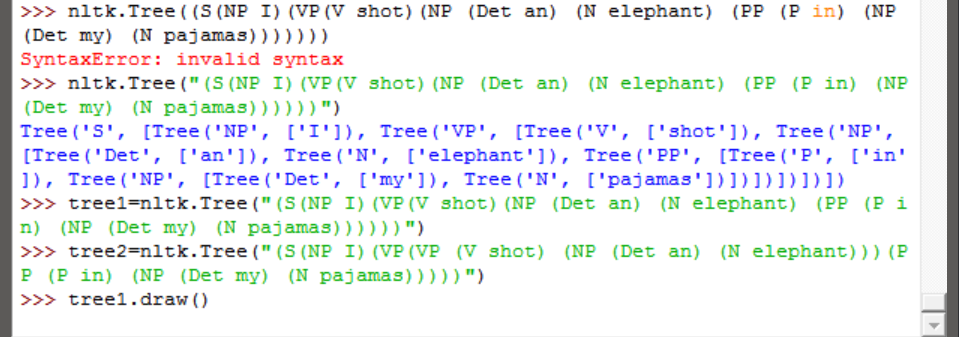 >>> nltk.Tree((S(NP I)(VP(V shot)(NP (Det an) (N elephant) (PP (P in) (NP
(Det my) (N pajamas)))))))
SyntaxError: invalid syntax
>>> nltk.Tree("(S(NP I)(VP(V shot)(NP (Det an) (N elephant) (PP (P in) (NP
(Det my) (N pajamas))))))")
Tree('S', [Tree('NP', ['I']), Tree('VP', [Tree('V', ['shot']), Tree('NP',
[Tree('Det', ['an']), Tree('N', ['elephant']), Tree('PP', [Tree('P', ['in'
]), Tree('NP', [Tree('Det', ['my']), Tree('N', ['pajamas'])])])])])])
>>> tree1=nltk.Tree("(S(NP I)(VP(V shot)(NP (Det an) (N elephant) (PP (P i
n) (NP (Det my) (N pajamas))))))")
>>> tree2=nltk.Tree("(S(NP I)(VP(VP (V shot) (NP (Det an) (N elephant)))(P
P (P in) (NP (Det my) (N pajamas)))))")
>>> tree1.draw()